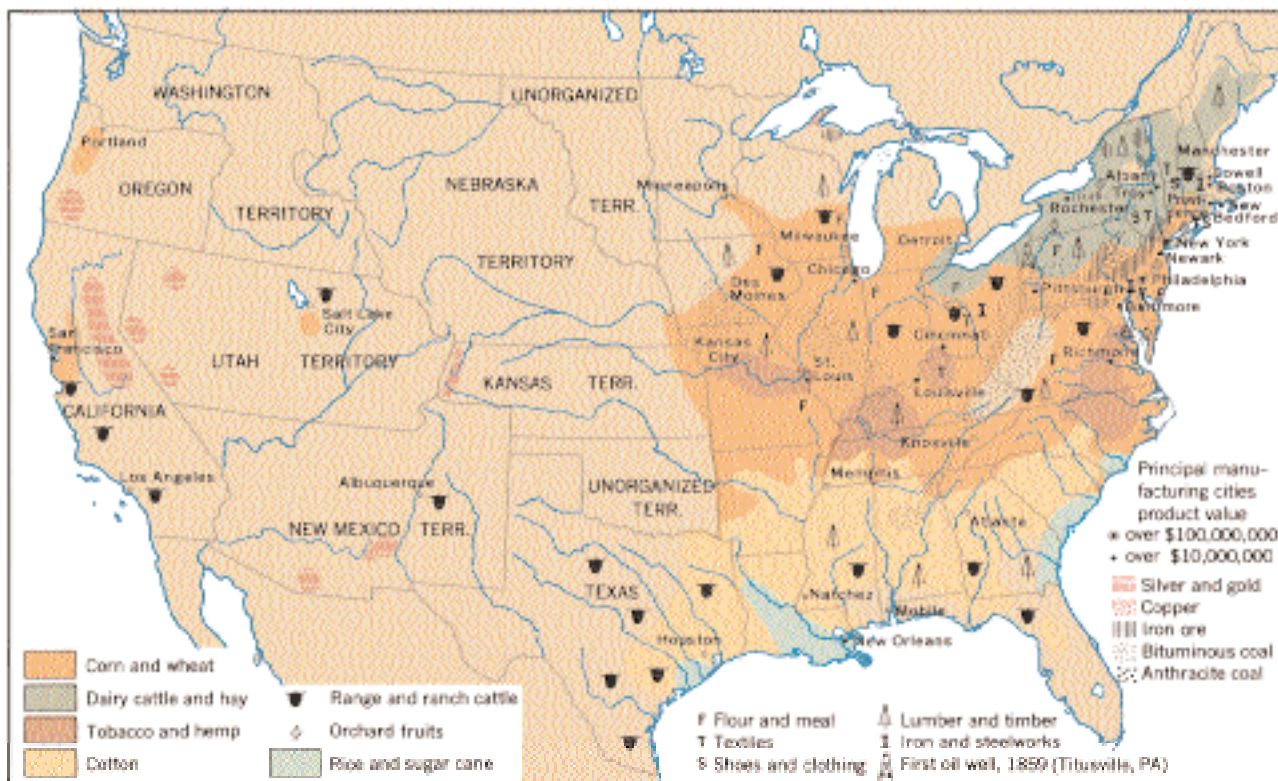 WASHINGTON
UNORGANIZED
Portland
OREGON
TERRITORY
NEBRASKA
TERR.
TERRITORY
Minneapolis
Milwaukee
Detroit
Chicago
Des
Moines
Manchester
Lowell
Boston
New
Bedford
Albany
Troy
Rochester
New York
Newark
Philadelphia
Pittsburgh
Baltimore
San
Francisco
Salt Lake
City
UTAH
TERRITORY
CALIFORNIA
KANSAS
TERR.
Kansas
City
St.
Louis
Cincinnati
Louisville
Richmond
Knoxville
Memphis
Los Angeles
Albuquerque
NEW MEXICO
TERR.
UNORGANIZED
TERR.
Atlanta
TEXAS
Houston
Natchez
Mobile
New Orleans
Principal manu-
facturing cities
product value
over $100,000,000
over $10,000,000
Silver and gold
Copper
Iron ore
Bituminous coal
Anthracite coal
Corn and wheat
Dairy cattle and hay
Tobacco and hemp
Cotton
Range and ranch cattle
Orchard fruits
Rice and sugar cane
F Flour and meal
T Textiles
S Shoes and clothing
Lumber and timber
I Iron and steelworks
First oil well, 1859 (Titusville, PA)